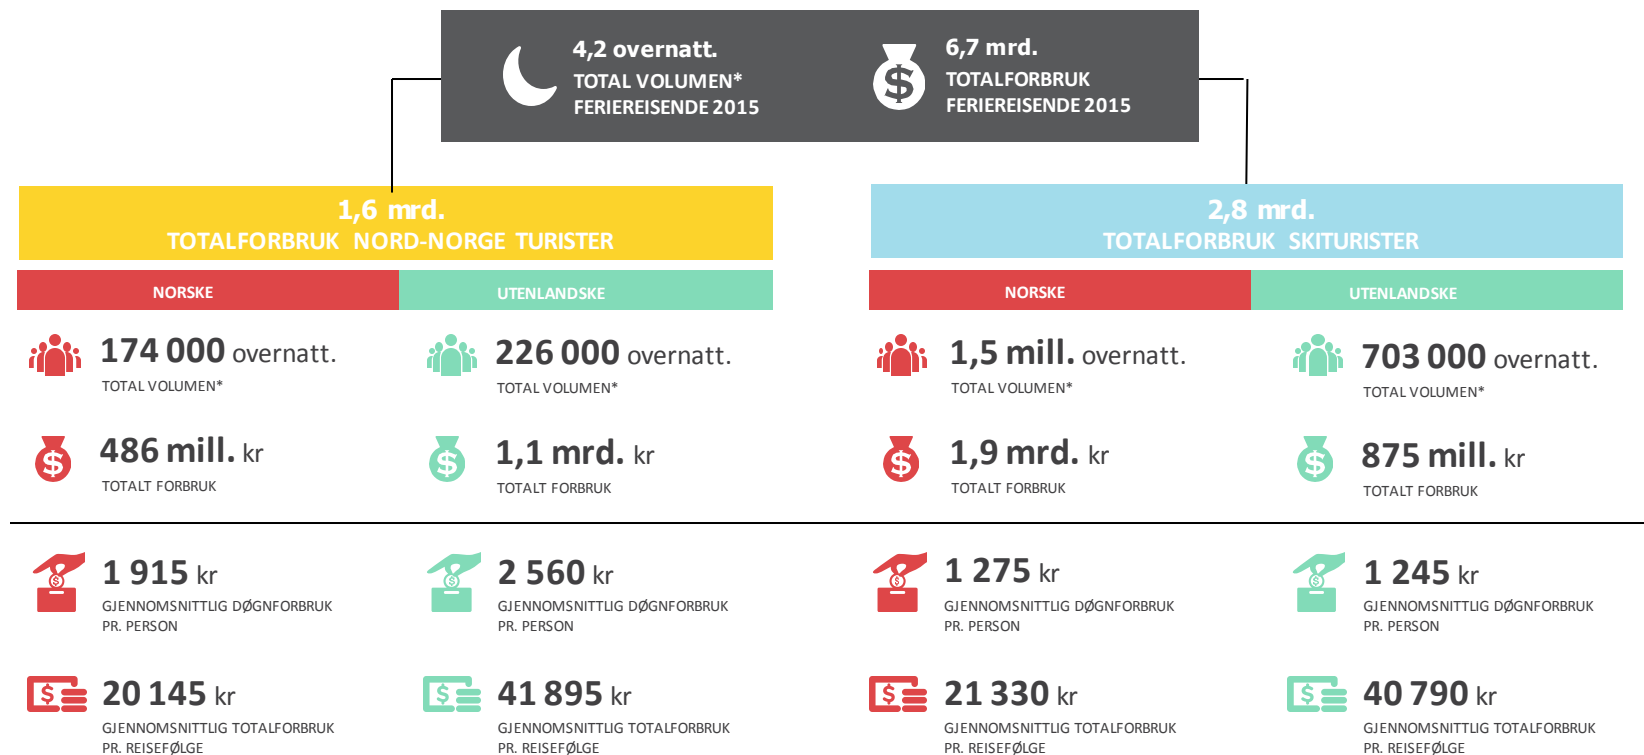 4,2 overnatt.
TOTAL VOLUMEN*
FERIEREISENDE 2015
6,7 mrd.
TOTALFORBRUK
FERIEREISENDE 2015
1,6 mrd.
TOTALFORBRUK NORD-NORGE TURISTER
NORSKE
UTENLANDSKE
174 000 overnatt.
TOTAL VOLUMEN*
226 000 overnatt.
TOTAL VOLUMEN*
486 mill. kr
TOTALT FORBRUK
1,1 mrd. kr
TOTALT FORBRUK
1 915 kr
GJENNOMSNITTLIG DØGNFORBRUK
PR. PERSON
2 560 kr
GJENNOMSNITTLIG DØGNFORBRUK
PR. PERSON
20 145 kr
GJENNOMSNITTLIG TOTALFORBRUK
PR. REISEFØLGE
41 895 kr
GJENNOMSNITTLIG TOTALFORBRUK
PR. REISEFØLGE
2,8 mrd.
TOTALFORBRUK SKITURISTER
NORSKE
UTENLANDSKE
1,5 mill. overnatt.
TOTAL VOLUMEN*
703 000 overnatt.
TOTAL VOLUMEN*
1,9 mrd. kr
TOTALT FORBRUK
875 mill. kr
TOTALT FORBRUK
1 275 kr
GJENNOMSNITTLIG DØGNFORBRUK
PR. PERSON
1 245 kr
GJENNOMSNITTLIG DØGNFORBRUK
PR. PERSON
21 330 kr
GJENNOMSNITTLIG TOTALFORBRUK
PR. REISEFØLGE
40 790 kr
GJENNOMSNITTLIG TOTALFORBRUK
PR. REISEFØLGE